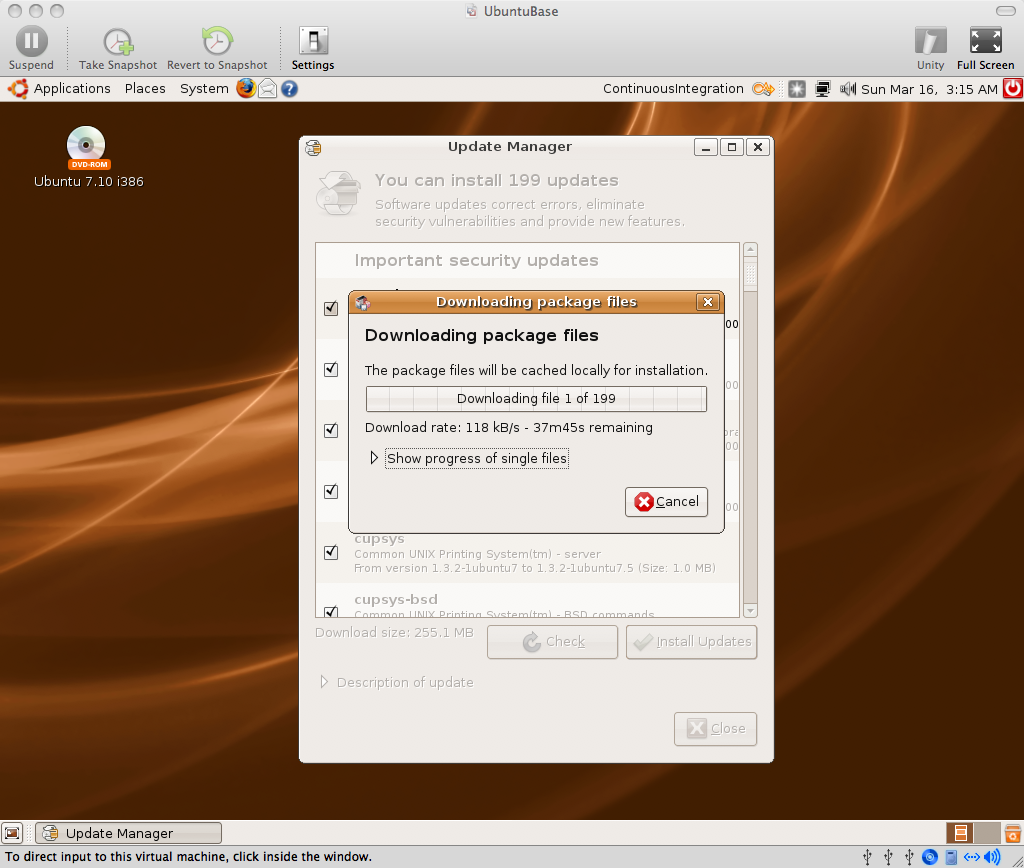 UbuntuBase
Suspend
Take Snapshot
Revert to Snapshot
Settings
Unity
Full Screen
Applications
Places
System
ContinuousIntegration
Sun Mar 16, 3:15 AM
DVD-ROM
Ubuntu 7.10 i386
Update Manager
You can install 199 updates
Software updates correct errors, eliminate
security vulnerabilities and provide new features.
Important security updates
Downloading package files
Downloading package files
The package files will be cached locally for installation.
Downloading file 1 of 199
Download rate: 118 kB/s - 37m45s remaining
Show progress of single files
Cancel
cupsys
Common UNIX Printing System(tm) - server
From version 1.3.2-1ubuntu7 to 1.3.2-1ubuntu7.5 (Size: 1.0 MB)
cupsys-bsd
Common UNIX Printing System(tm) - BSD commands
Download size: 255.1 MB
Check
Install Updates
Description of update
Close
Update Manager
To direct input to this virtual machine, click inside the window.